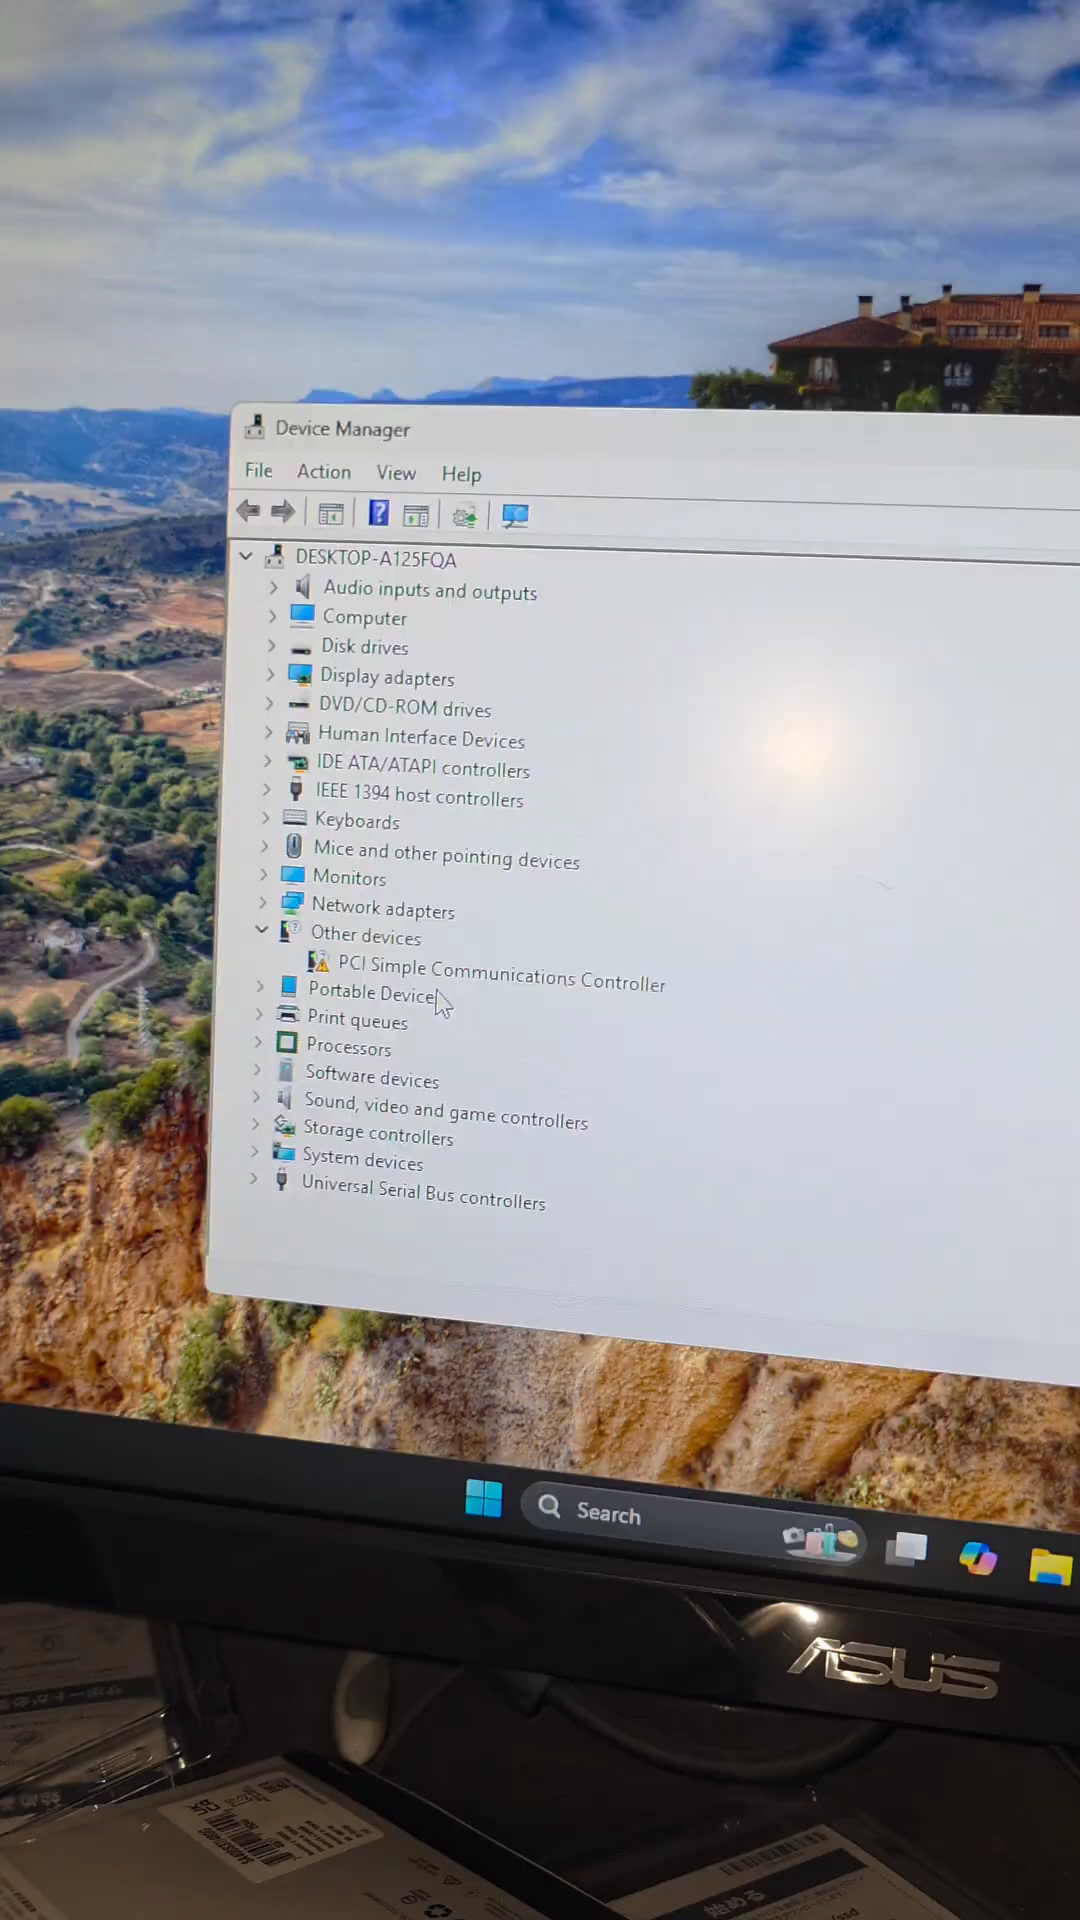 Device Manager
File Action View Help
DESKTOP-A125FQA
Audio inputs and outputs
Computer
Disk drives
Display adapters
DVD/CD-ROM drives
Human Interface Devices
IDE ATA/ATAPI controllers
IEEE 1394 host controllers
Keyboards
Mice and other pointing devices
Monitors
Network adapters
Other devices
PCI Simple Communications Controller
Portable Device
Print queues
Processors
Software devices
Sound, video and game controllers
Storage controllers
System devices
Universal Serial Bus controllers
Search
ASUS